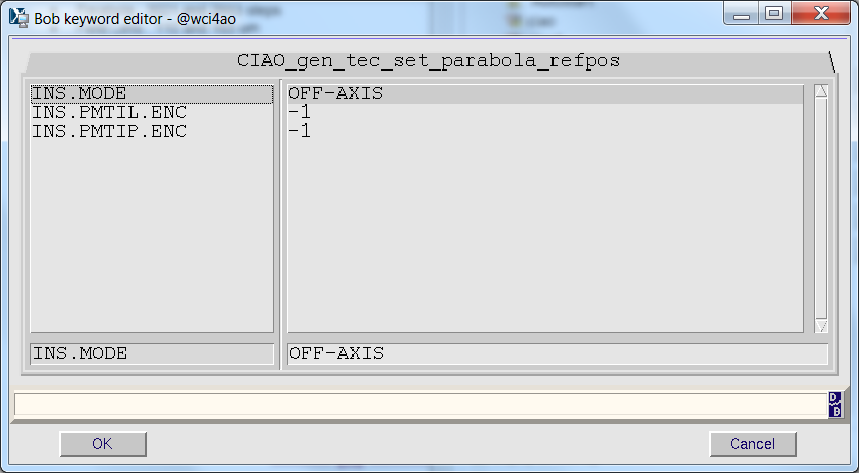 Bob keyword editor - @wci4ao
CIAO_gen_tec_set_parabola_refpos
INS.MODE OFF-AXIS
INS.PMTIL.ENC -1
INS.PMTIP.ENC -1
INS.MODE OFF-AXIS
D
B
OK Cancel